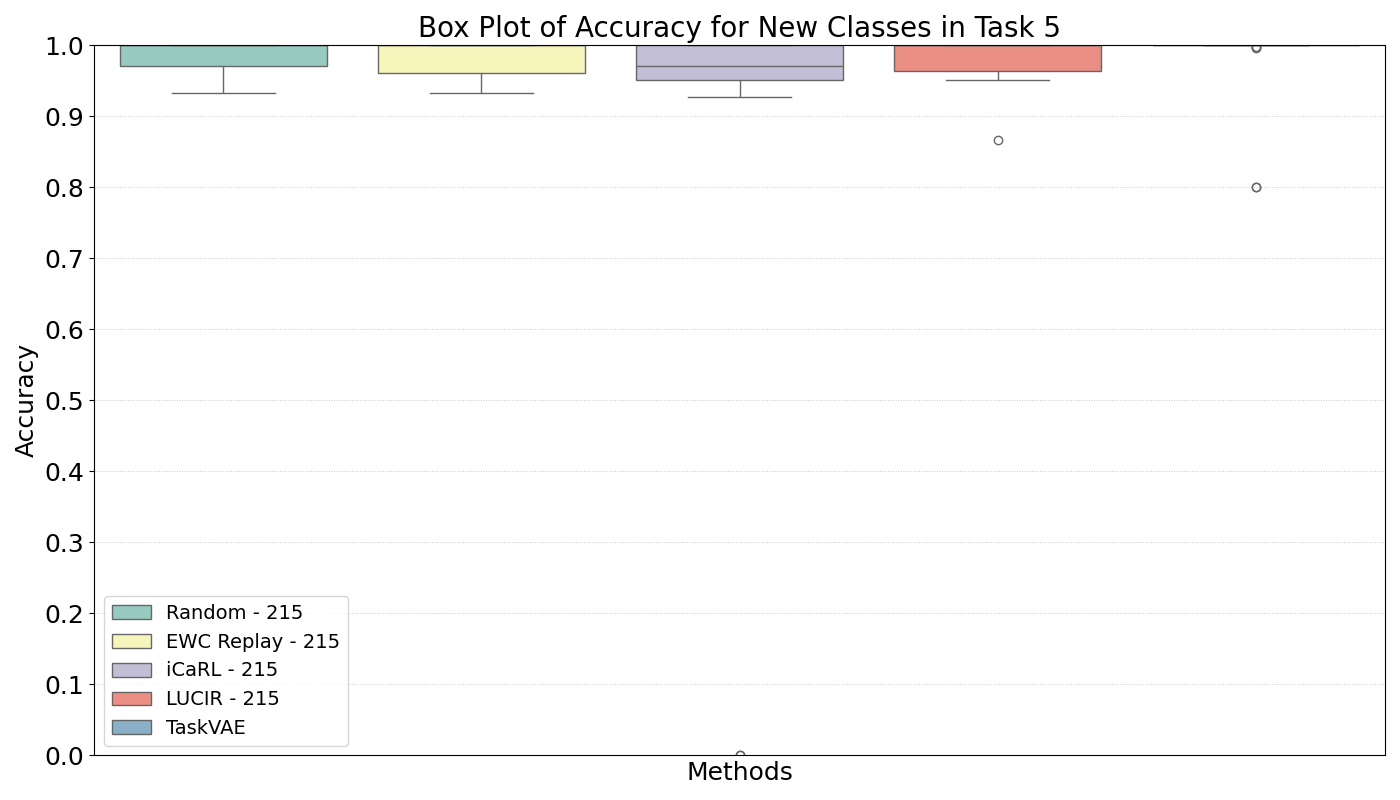 Box Plot of Accuracy for New Classes in Task 5
1.0
0.9
0.8
0.7
0.6
0.5
0.4
0.3
0.2
0.1
0.0
Accuracy
Random - 215
EWC Replay - 215
iCaRL - 215
LUCIR - 215
TaskVAE
Methods